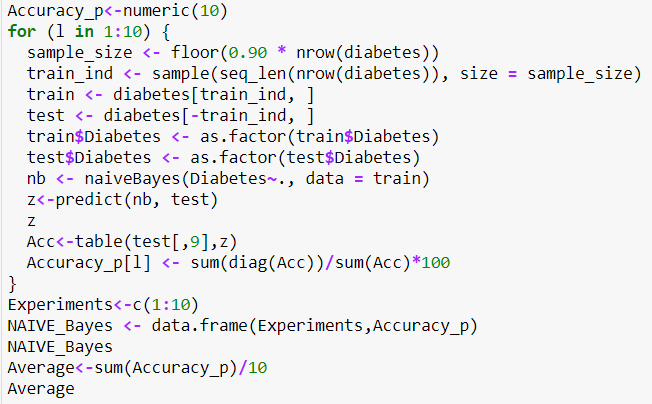 Accuracy_p<-numeric(10)
for (l in 1:10) {
  sample_size <- floor(0.90 * nrow(diabetes))
  train_ind <- sample(seq_len(nrow(diabetes)), size = sample_size)
  train <- diabetes[train_ind, ]
  test <- diabetes[-train_ind, ]
  train$Diabetes <- as.factor(train$Diabetes)
  test$Diabetes <- as.factor(test$Diabetes)
  nb <- naiveBayes(Diabetes~., data = train)
  z<-predict(nb, test)
  z
  Acc<-table(test[,9],z)
  Accuracy_p[l] <- sum(diag(Acc))/sum(Acc)*100
}
Experiments<-c(1:10)
NAIVE_Bayes <- data.frame(Experiments,Accuracy_p)
NAIVE_Bayes
Average<-sum(Accuracy_p)/10
Average